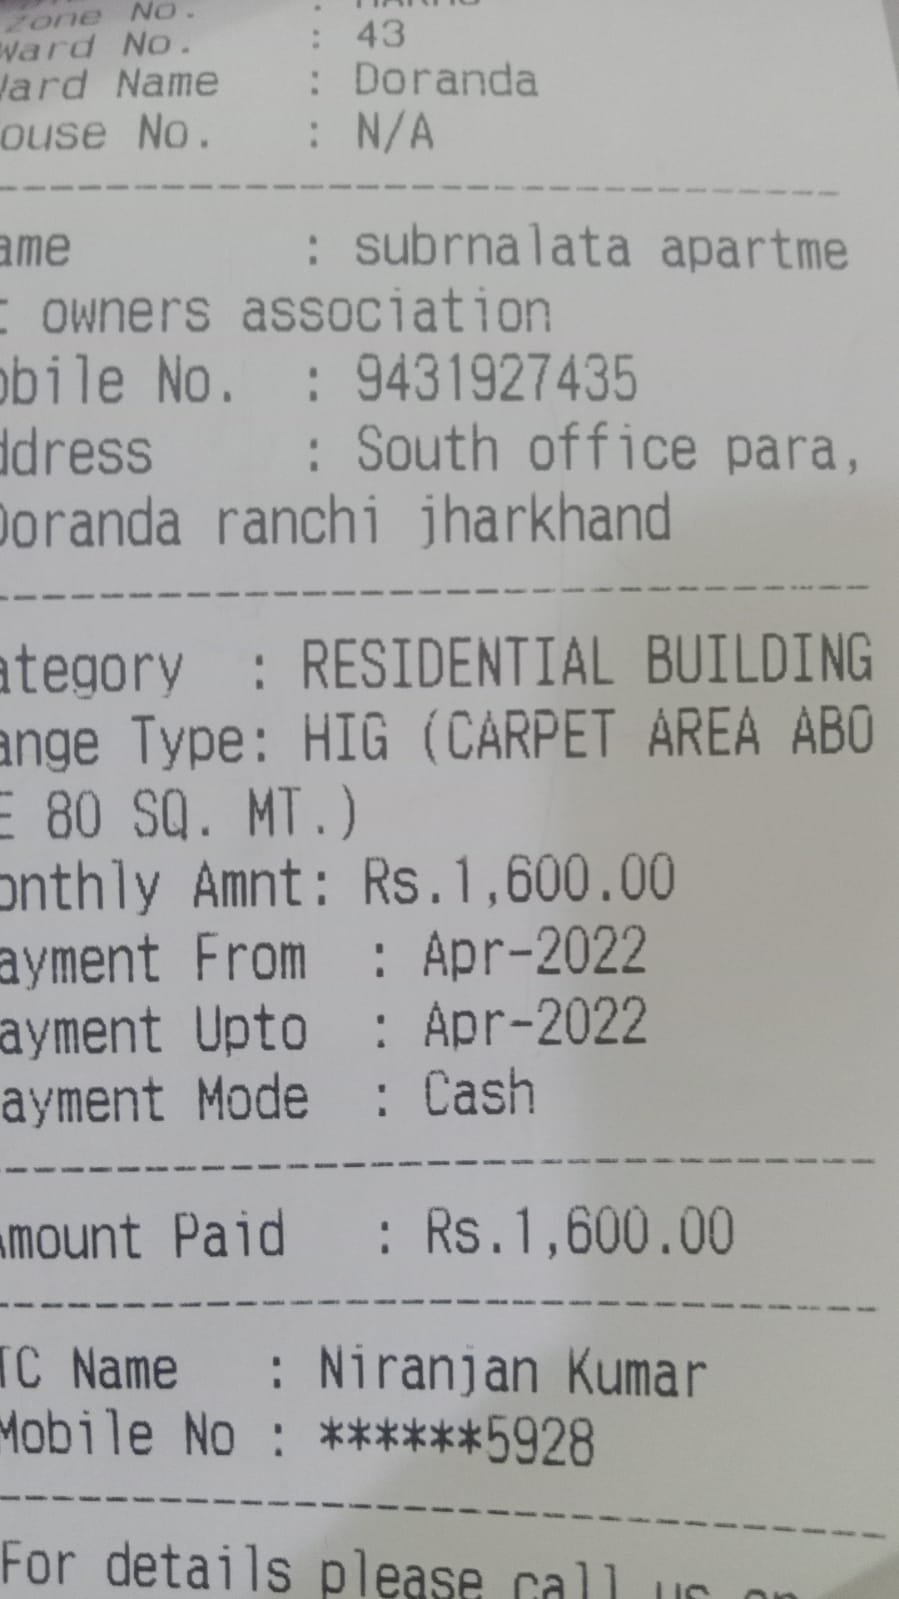 Zone No. :
Ward No. : 43
Ward Name : Doranda
ouse No. : N/A
ame : subrnalata apartme
t owners association
obile No. : 9431927435
ddress : South office para,
Doranda ranchi jharkhand
ategory : RESIDENTIAL BUILDING
ange Type: HIG (CARPET AREA ABO
E 80 SQ. MT.)
onthly Amnt: Rs.1,600.00
ayment From : Apr-2022
ayment Upto : Apr-2022
ayment Mode : Cash
Amount Paid : Rs.1,600.00
TC Name : Niranjan Kumar
Mobile No : ******5928
For details please call us on